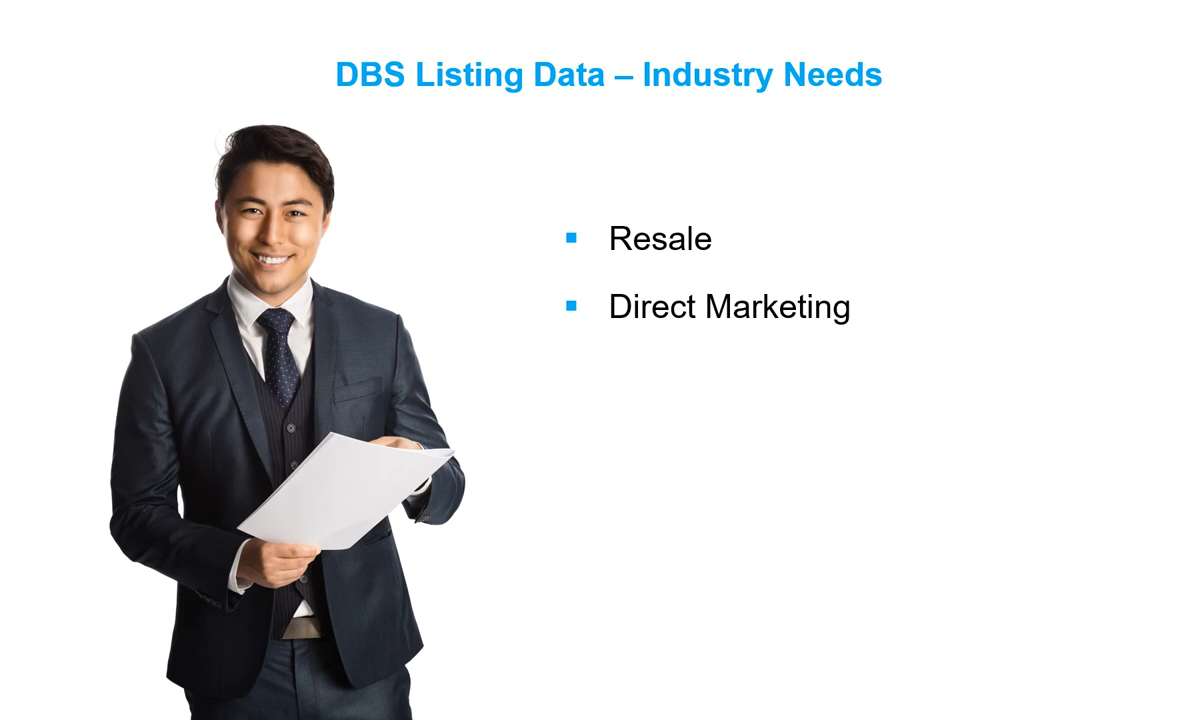 DBS Listing Data – Industry Needs
Resale
Direct Marketing